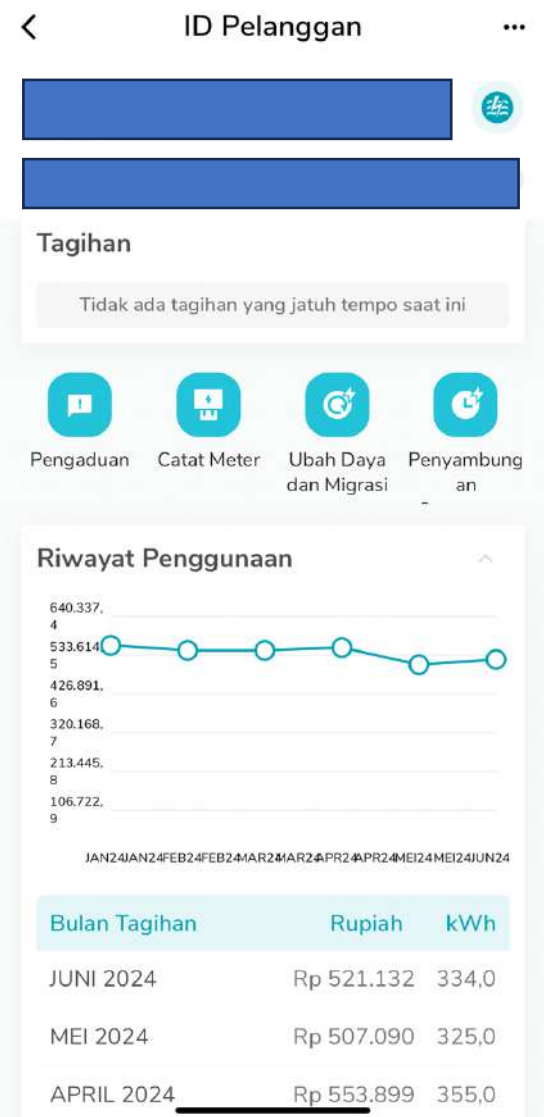 ID Pelanggan
Tagihan
Tidak ada tagihan yang jatuh tempo saat ini
Pengaduan
Catat Meter
Ubah Daya
dan Migrasi
Penyambung
an
Riwayat Penggunaan
640.337,
4
533.614
5
426.891,
6
320.168,
7
213.445,
8
106.722,
9
JAN24JAN24FEB24FEB24MAR24MAR24APR24APR24MEI24MEI24JUN24
Bulan Tagihan Rupiah kWh
JUNI 2024 Rp 521.132 334,0
MEI 2024 Rp 507.090 325,0
APRIL 2024 Rp 553.899 355,0